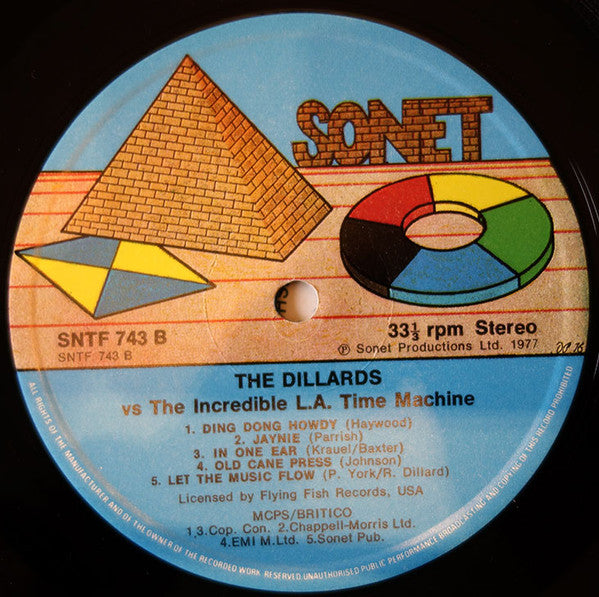 SONET
SNTF 743 B
SNTF 743 B
33⅓ rpm Stereo
℗ Sonet Productions Ltd. 1977
THE DILLARDS
vs The Incredible L.A. Time Machine
1. DING DONG HOWDY (Haywood)
2. JAYNIE (Parrish)
3. IN ONE EAR (Krauel/Baxter)
4. OLD CANE PRESS (Johnson)
5. LET THE MUSIC FLOW (P. York/R. Dillard)
Licensed by Flying Fish Records, USA
MCPS/BRITICO
1,3.Cop. Con. 2.Chappell-Morris Ltd.
4.EMI M.Ltd. 5.Sonet Pub.
ALL RIGHTS OF THE MANUFACTURER AND OF THE OWNER OF THE RECORDED WORK RESERVED.UNAUTHORISED PUBLIC PERFORMANCE BROADCASTING AND COPYING OF THIS RECORD PROHIBITED